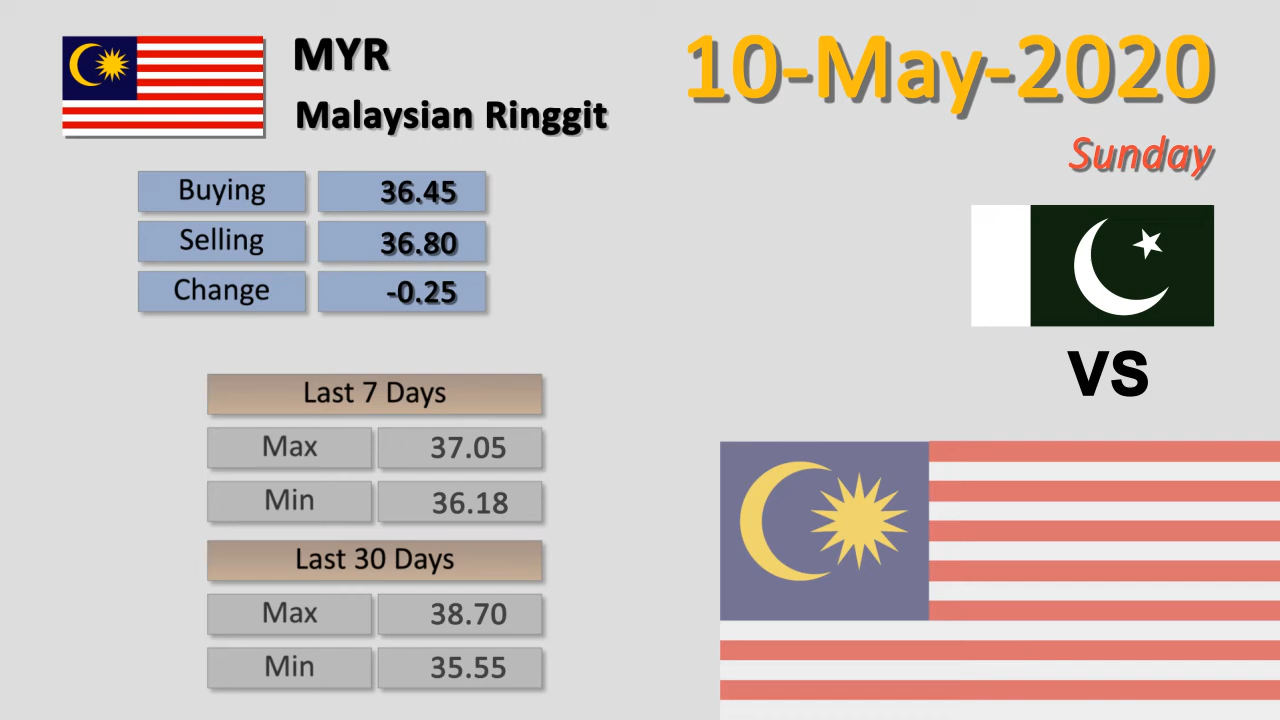 MYR
Malaysian Ringgit
10-May-2020
Sunday
Buying 36.45
Selling 36.80
Change -0.25
VS
Last 7 Days
Max 37.05
Min 36.18
Last 30 Days
Max 38.70
Min 35.55